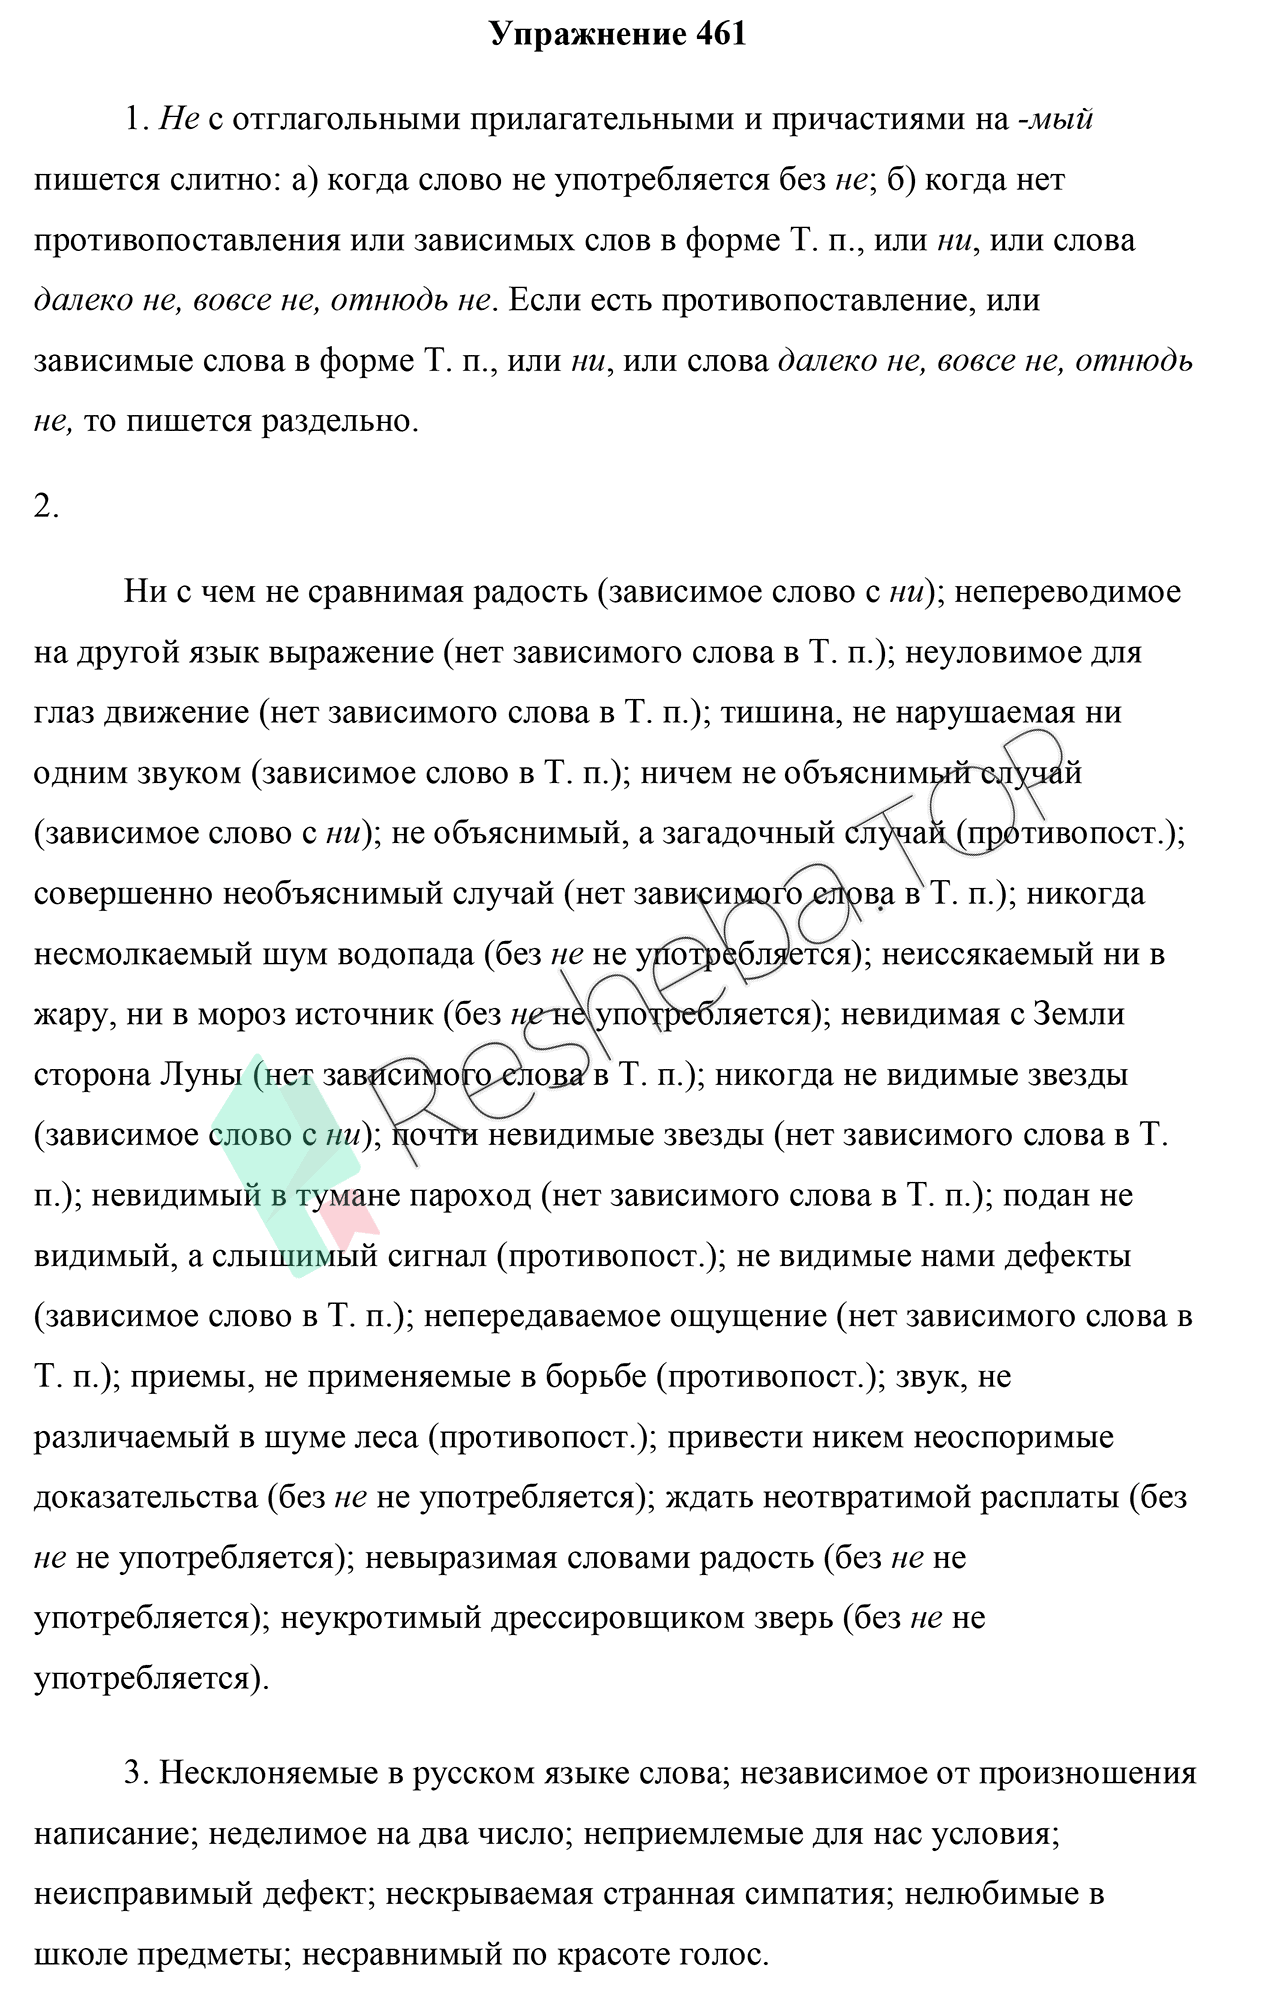 Упражнение 461
1. Не с отглагольными прилагательными и причастиями на -мый
пишется слитно: а) когда слово не употребляется без не; б) когда нет
противопоставления или зависимых слов в форме Т. п., или ни, или слова
далеко не, вовсе не, отнюдь не. Если есть противопоставление, или
зависимые слова в форме Т. п., или ни, или слова далеко не, вовсе не, отнюдь
не, то пишется раздельно.
2.
Ни с чем не сравнимая радость (зависимое слово с ни); непереводимое
на другой язык выражение (нет зависимого слова в Т. п.); неуловимое для
глаз движение (нет зависимого слова в Т. п.); тишина, не нарушаемая ни
одним звуком (зависимое слово в Т. п.); ничем не объяснимый случай
(зависимое слово с ни); не объяснимый, а загадочный случай (противопост.);
совершенно необъяснимый случай (нет зависимого слова в Т. п.); никогда
несмолкаемый шум водопада (без не не употребляется); неиссякаемый ни в
жару, ни в мороз источник (без не не употребляется); невидимая с Земли
сторона Луны (нет зависимого слова в Т. п.); никогда не видимые звезды
(зависимое слово с ни); почти невидимые звезды (нет зависимого слова в Т.
п.); невидимый в тумане пароход (нет зависимого слова в Т. п.); подан не
видимый, а слышимый сигнал (противопост.); не видимые нами дефекты
(зависимое слово в Т. п.); непередаваемое ощущение (нет зависимого слова в
Т. п.); приемы, не применяемые в борьбе (противопост.); звук, не
различаемый в шуме леса (противопост.); привести никем неоспоримые
доказательства (без не не употребляется); ждать неотвратимой расплаты (без
не не употребляется); невыразимая словами радость (без не не
употребляется); неукротимый дрессировщиком зверь (без не не
употребляется).
3. Несклоняемые в русском языке слова; независимое от произношения
написание; неделимое на два число; неприемлемые для нас условия;
неисправимый дефект; нескрываемая странная симпатия; нелюбимые в
школе предметы; несравнимый по красоте голос.
Resheba.TOP